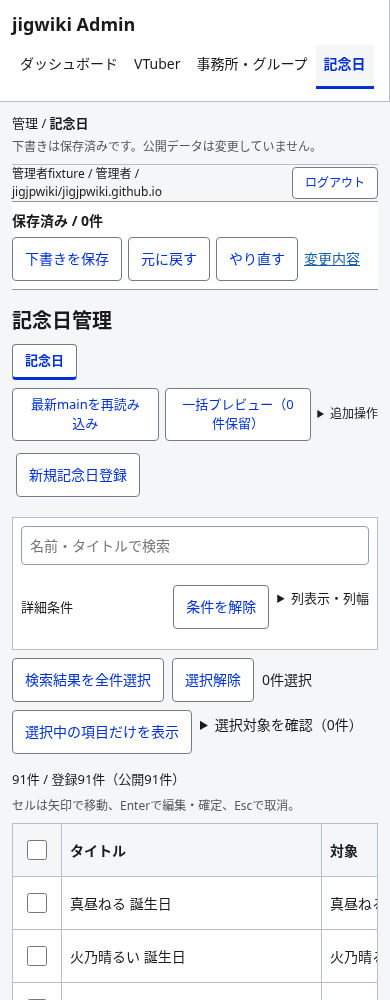 jigwiki Admin
ダッシュボード VTuber 事務所・グループ 記念日
管理 / 記念日
下書きは保存済みです。公開データは変更していません。
管理者fixture / 管理者 /
jigjpwiki/jigjpwiki.github.io
ログアウト
保存済み / 0件
下書きを保存 元に戻す やり直す 変更内容
記念日管理
記念日
最新mainを再読み
込み
一括プレビュー（0
件保留）
▶ 追加操作
新規記念日登録
名前・タイトルで検索
詳細条件 条件を解除 ▶ 列表示・列幅
検索結果を全件選択 選択解除 0件選択
選択中の項目だけを表示 ▶ 選択対象を確認（0件）
91件 / 登録91件（公開91件）
セルは矢印で移動、Enterで編集・確定、Escで取消。
タイトル 対象
真昼ねる 誕生日 真昼ねる
火乃晴るい 誕生日 火乃晴る